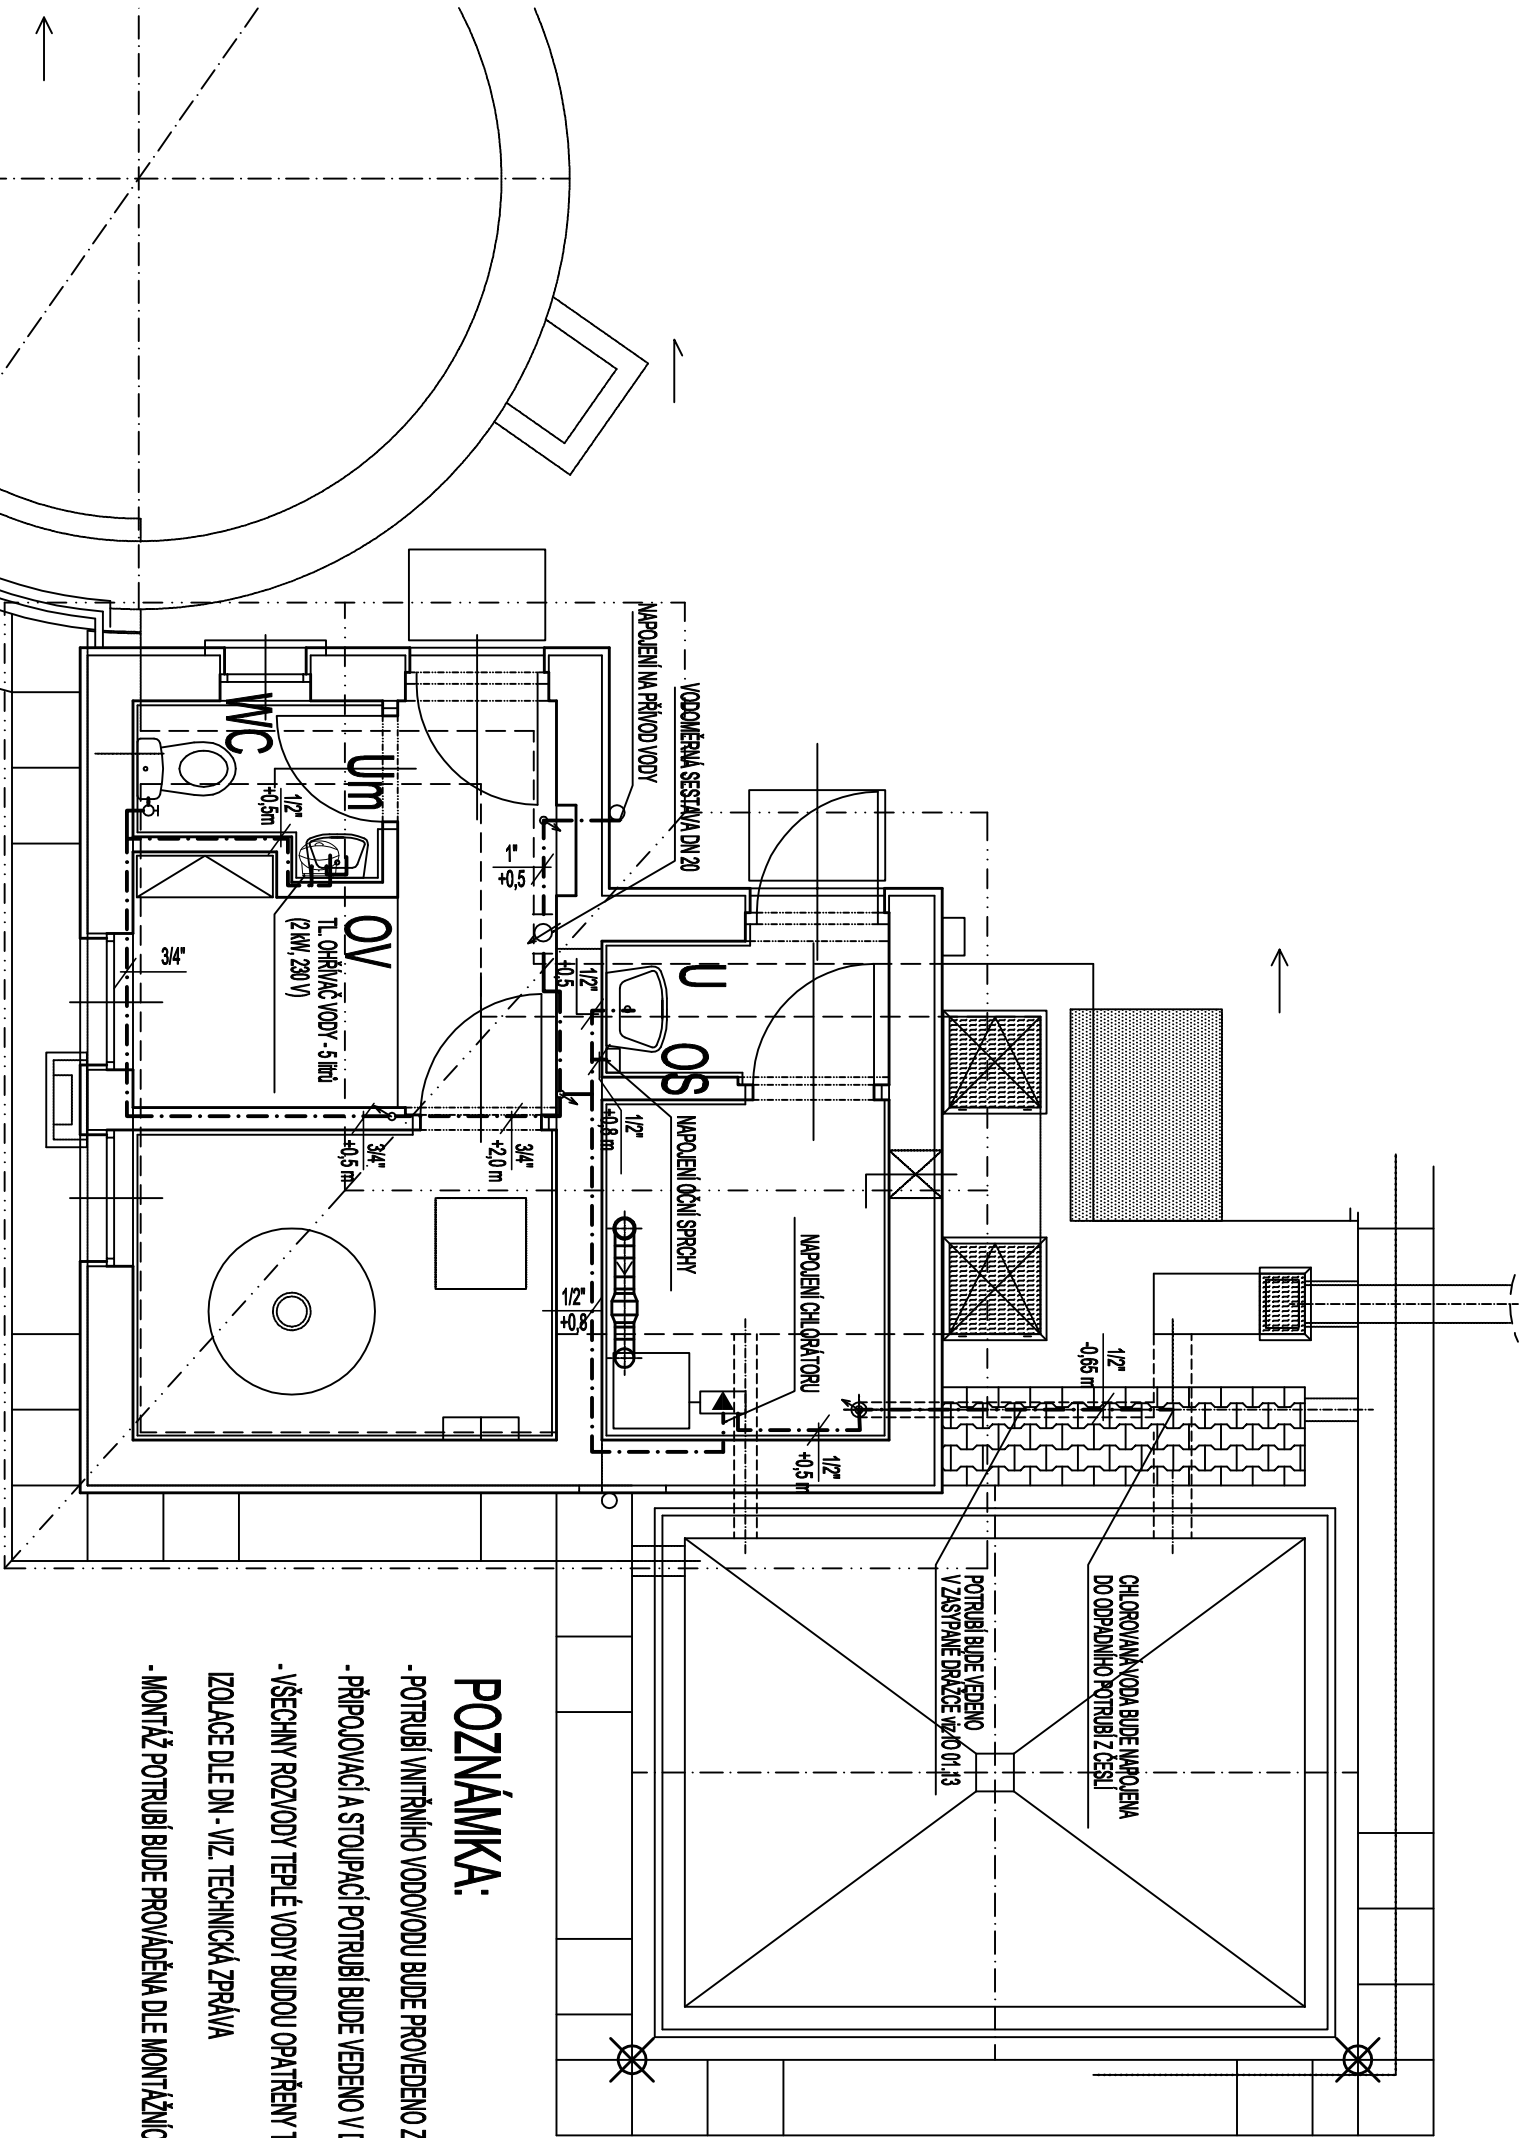 NAPOJENÍ NA PŘÍVOD VODY
VODOMĚRNÁ SESTAVA DN 20
WC
Um
1/2"
+0,5m
1"
+0,5
OV
TL. OHŘÍVAČ VODY - 5 litrů
(2 kW, 230 V)
3/4"
1/2"
+0,5
U
OS
1/2"
+0,8 m
NAPOJENÍ OČNÍ SPRCHY
3/4"
+2,0 m
3/4"
+0,5 m
NAPOJENÍ CHLORÁTORU
1/2"
+0,8
1/2"
-0,65 m
1/2"
+0,5 m
CHLOROVANÁ VODA BUDE NAPOJENA
DO ODPADNÍHO POTRUBÍ Z ČESLÍ
POTRUBÍ BUDE VEDENO
V ZASYPANÉ DRÁŽCE viz IO 01.13
POZNÁMKA:
- POTRUBÍ VNITŘNÍHO VODOVODU BUDE PROVEDENO Z
- PŘIPOJOVACÍ A STOUPACÍ POTRUBÍ BUDE VEDENO V
- VŠECHNY ROZVODY TEPLÉ VODY BUDOU OPATŘENY
IZOLACE DLE DN - VIZ. TECHNICKÁ ZPRÁVA
- MONTÁŽ POTRUBÍ BUDE PROVÁDĚNA DLE MONTÁŽNÍC